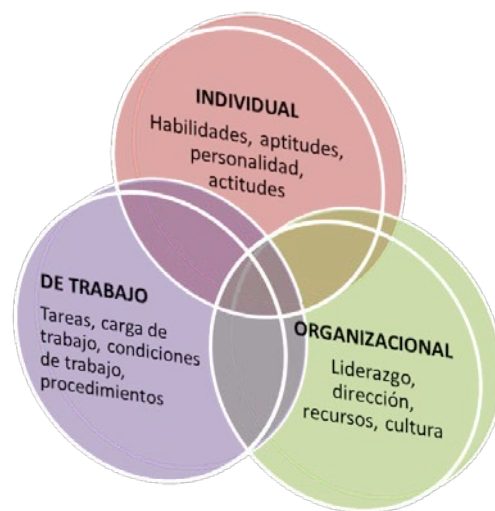 INDIVIDUAL
Habilidades, aptitudes,
personalidad,
actitudes
DE TRABAJO
Tareas, carga de
trabajo, condiciones
de trabajo,
procedimientos
ORGANIZACIONAL
Liderazgo,
dirección,
recursos, cultura